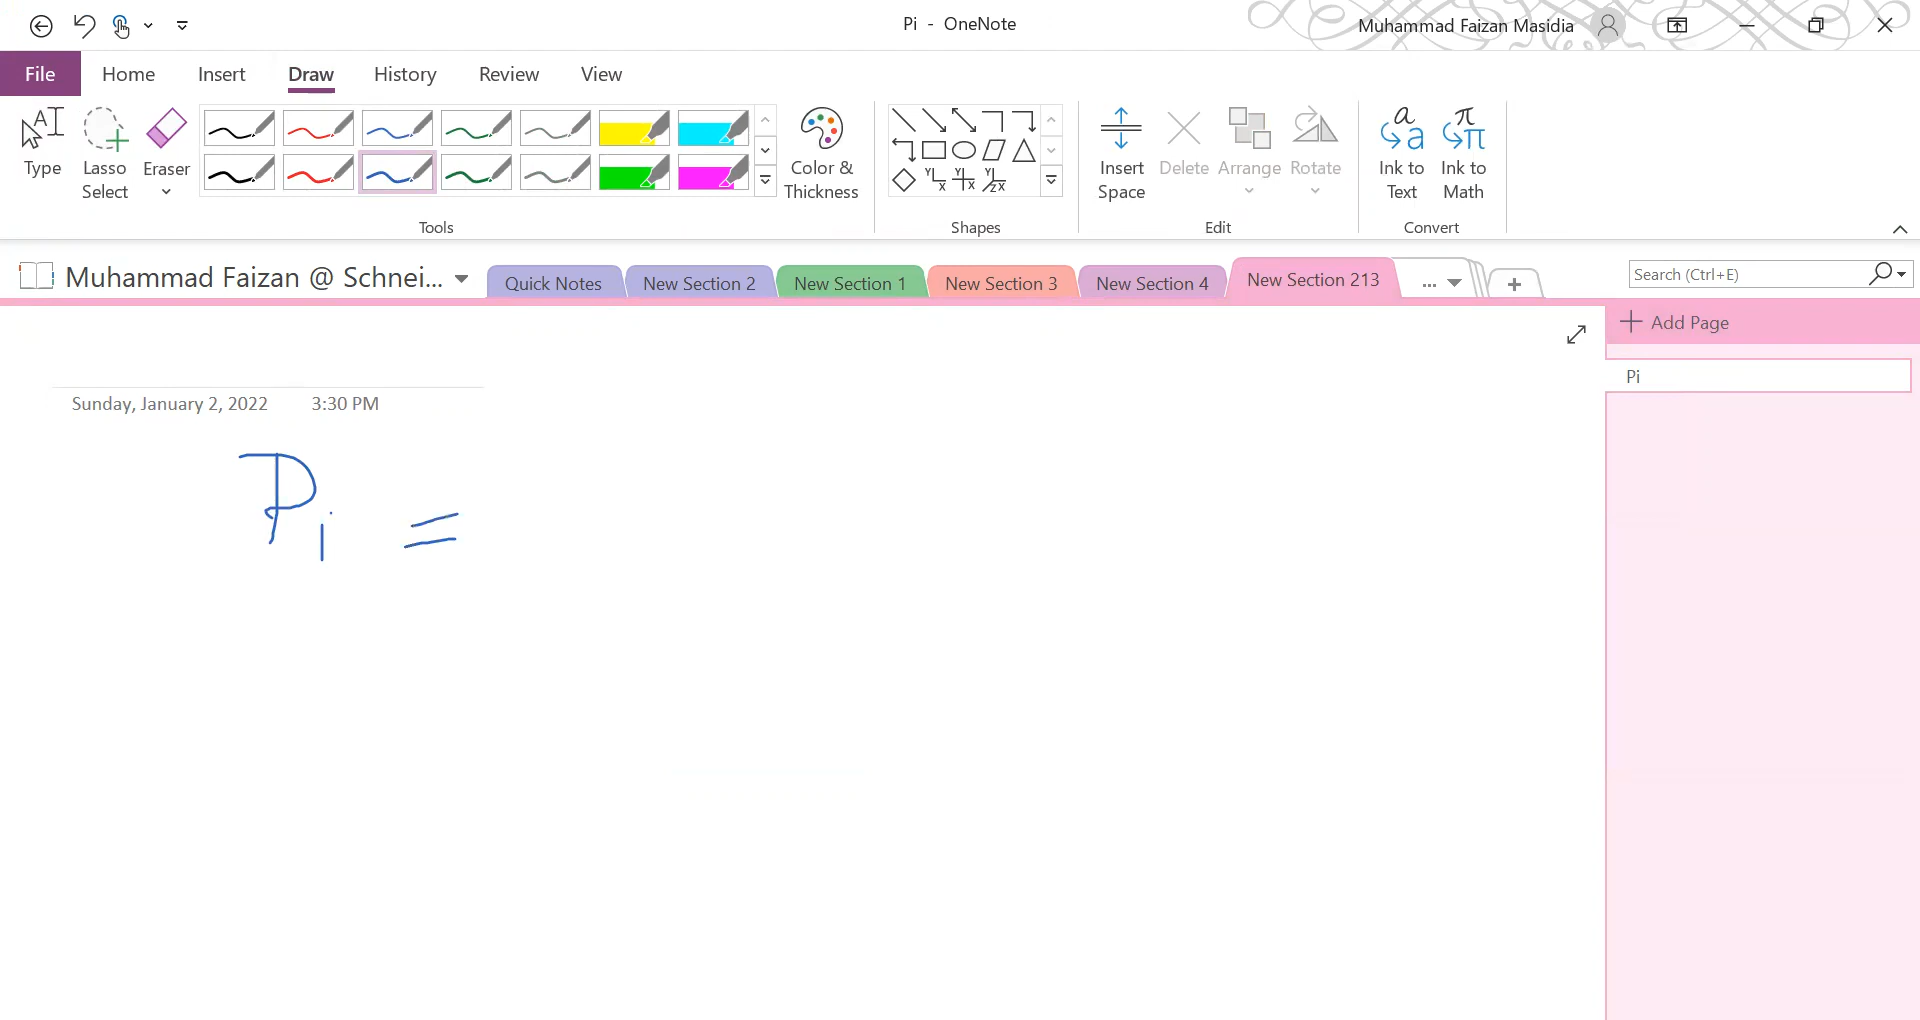 Pi - OneNote
Muhammad Faizan Masidia
File Home Insert Draw History Review View
Type
Lasso Select
Eraser
Color & Thickness
Insert Space
Delete
Arrange
Rotate
Ink to Text
Ink to Math
Tools
Shapes
Edit
Convert
Muhammad Faizan @ Schnei...
Quick Notes
New Section 2
New Section 1
New Section 3
New Section 4
New Section 213
...
Search (Ctrl+E)
Add Page
Pi
Sunday, January 2, 2022 3:30 PM
Pi =